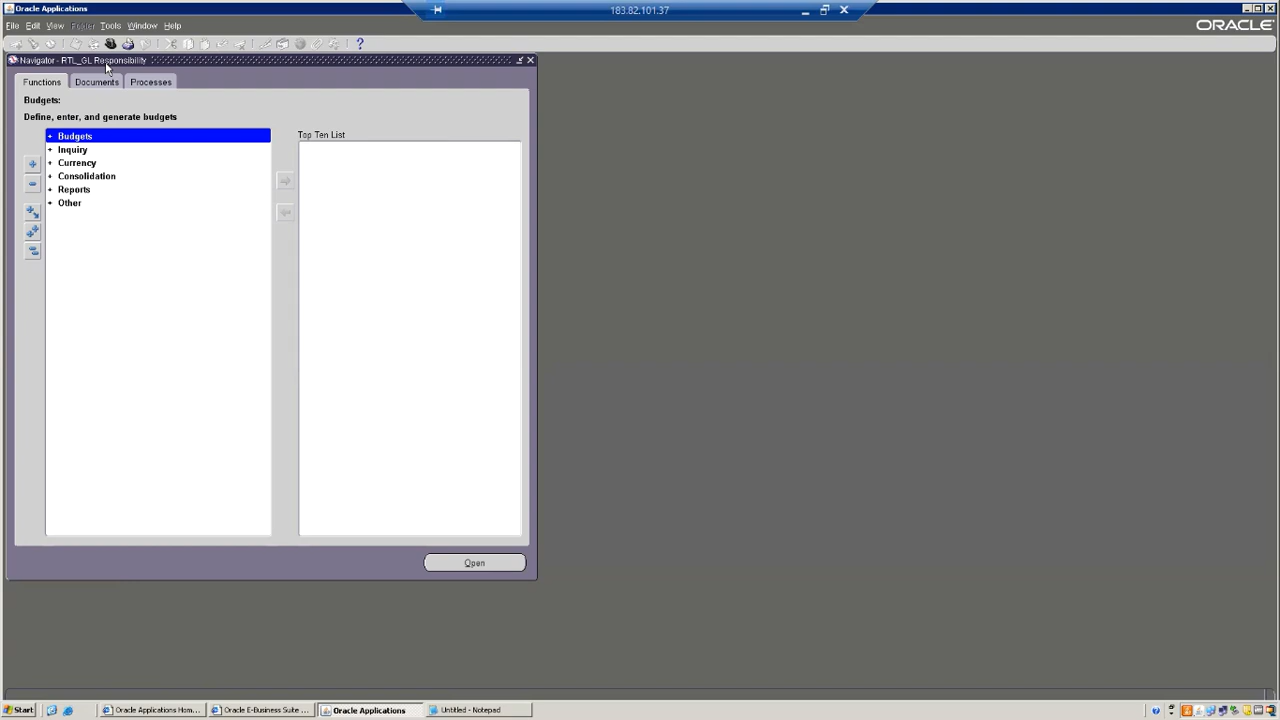 Oracle Applications
183.82.101.37
File Edit View Folder Tools Window Help
ORACLE
Navigator - RTL_GL Responsibility
Functions Documents Processes
Budgets:
Define, enter, and generate budgets
Top Ten List
+ Budgets
+ Inquiry
+ Currency
+ Consolidation
+ Reports
+ Other
Open
Start
Oracle Applications Hom...
Oracle E-Business Suite ...
Oracle Applications
Untitled - Notepad